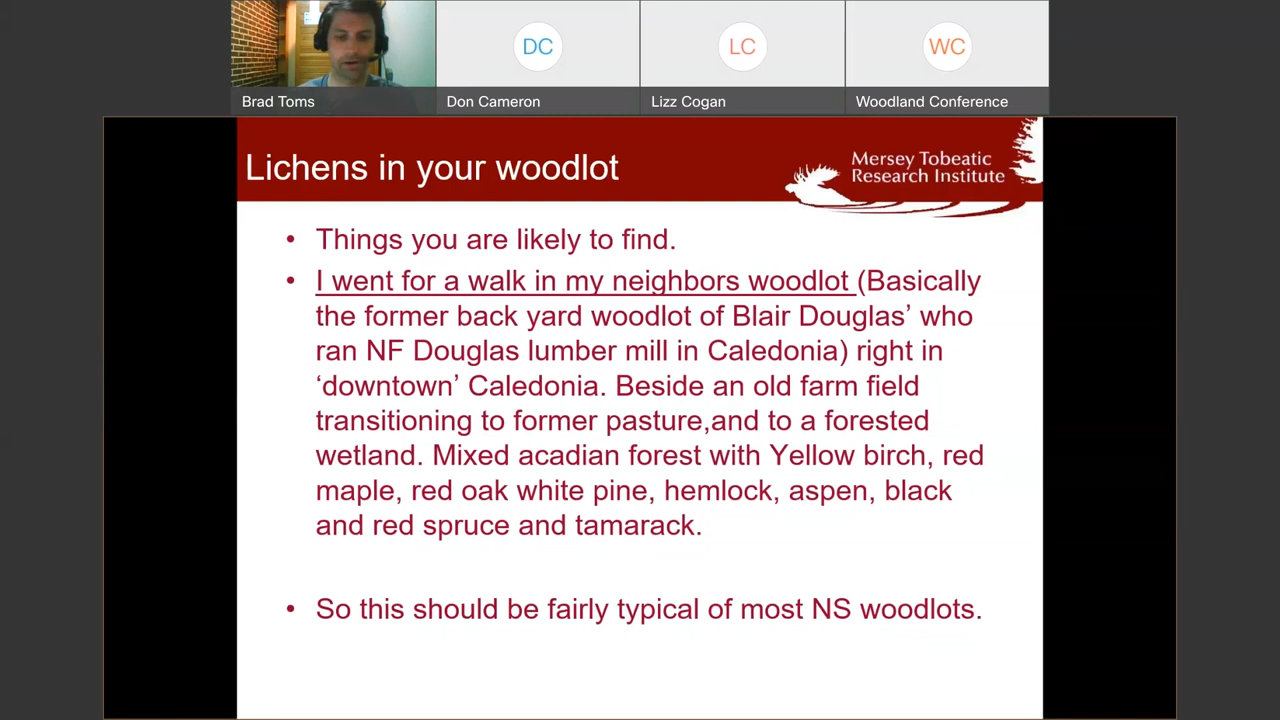 DC
LC
WC
Brad Toms
Don Cameron
Lizz Cogan
Woodland Conference
Lichens in your woodlot
Mersey Tobeatic
Research Institute
• Things you are likely to find.
• I went for a walk in my neighbors woodlot (Basically
the former back yard woodlot of Blair Douglas’ who
ran NF Douglas lumber mill in Caledonia) right in
‘downtown’ Caledonia. Beside an old farm field
transitioning to former pasture,and to a forested
wetland. Mixed acadian forest with Yellow birch, red
maple, red oak white pine, hemlock, aspen, black
and red spruce and tamarack.
• So this should be fairly typical of most NS woodlots.